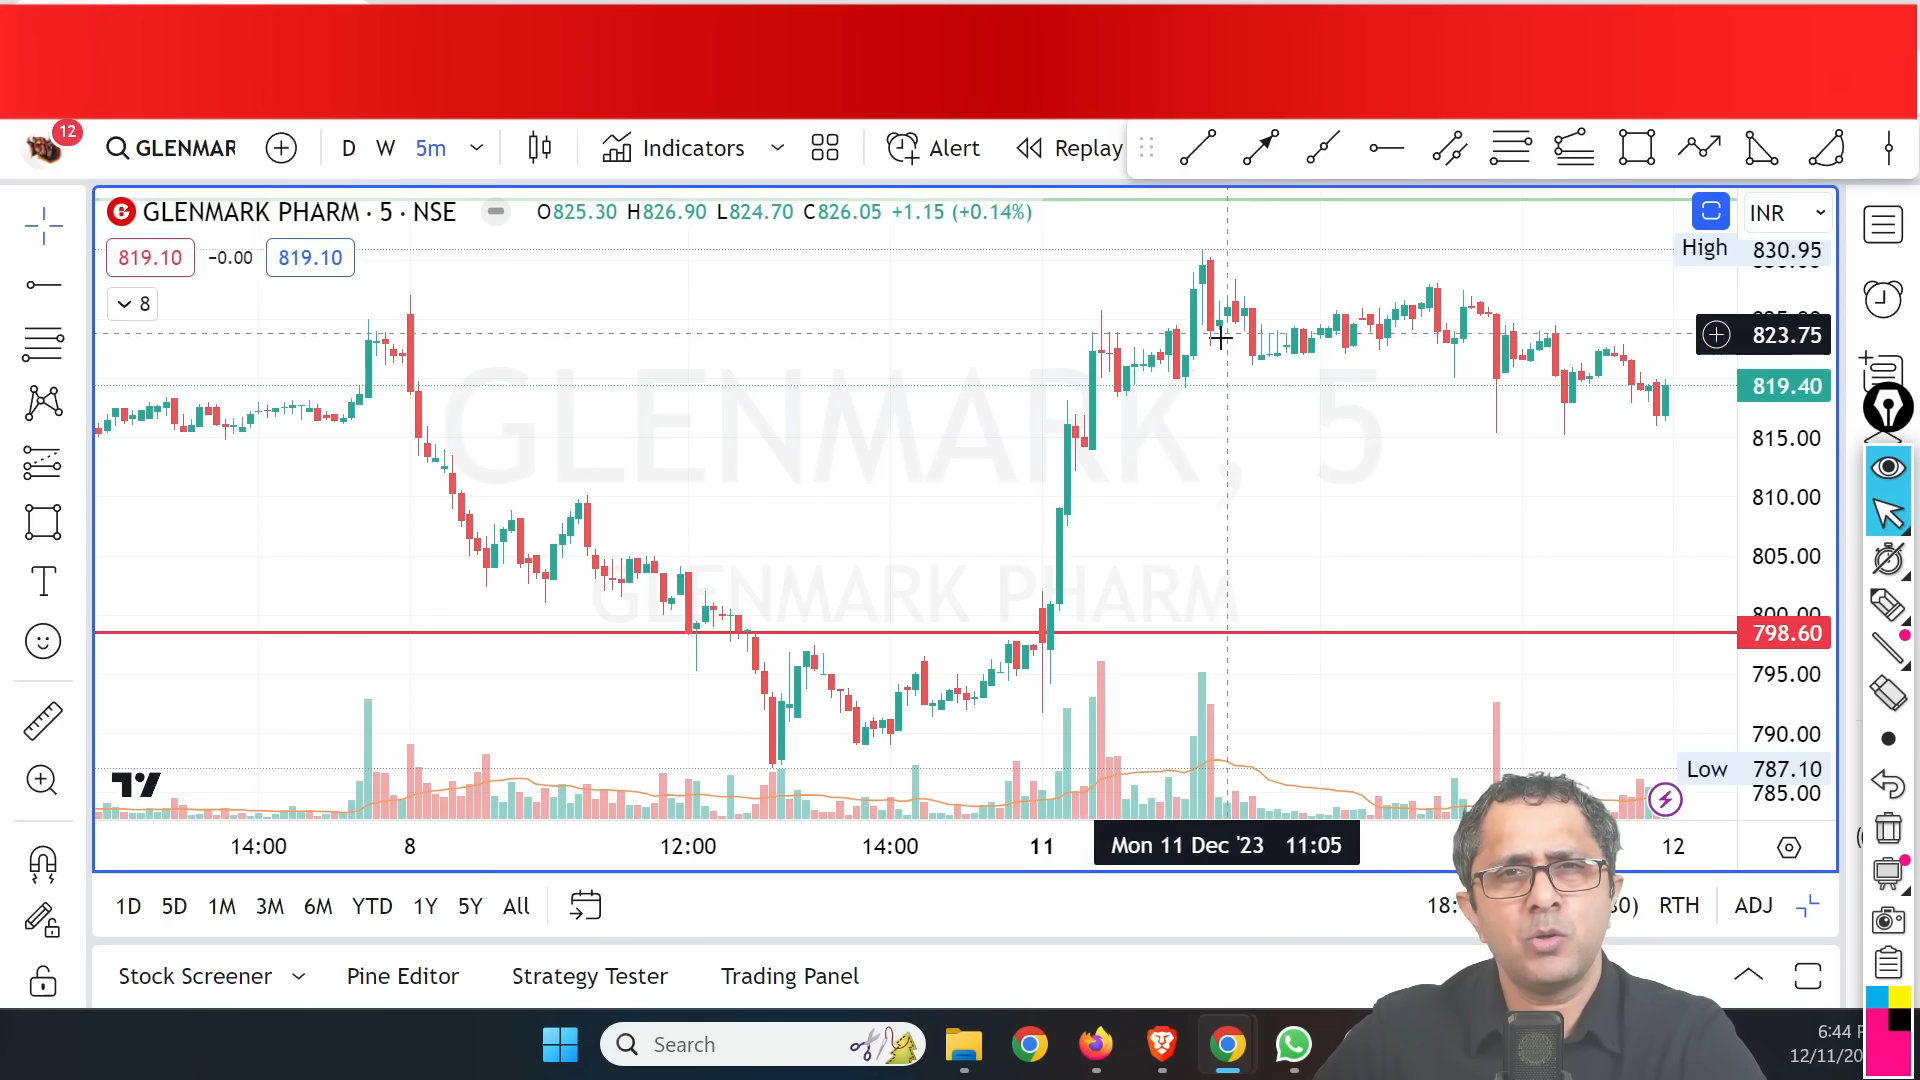 12
GLENMAR
D W 5m
Indicators
Alert
Replay
GLENMARK PHARM · 5 · NSE
O825.30 H826.90 L824.70 C826.05 +1.15 (+0.14%)
INR
819.10 −0.00 819.10
8
High 830.95
823.75
819.40
815.00
810.00
805.00
798.60
795.00
790.00
Low 787.10
785.00
GLENMARK, 5
GLENMARK PHARM
14:00 8 12:00 14:00 11 Mon 11 Dec '23 11:05 12
1D 5D 1M 3M 6M YTD 1Y 5Y All
RTH ADJ
Stock Screener Pine Editor Strategy Tester Trading Panel
Search
6:44